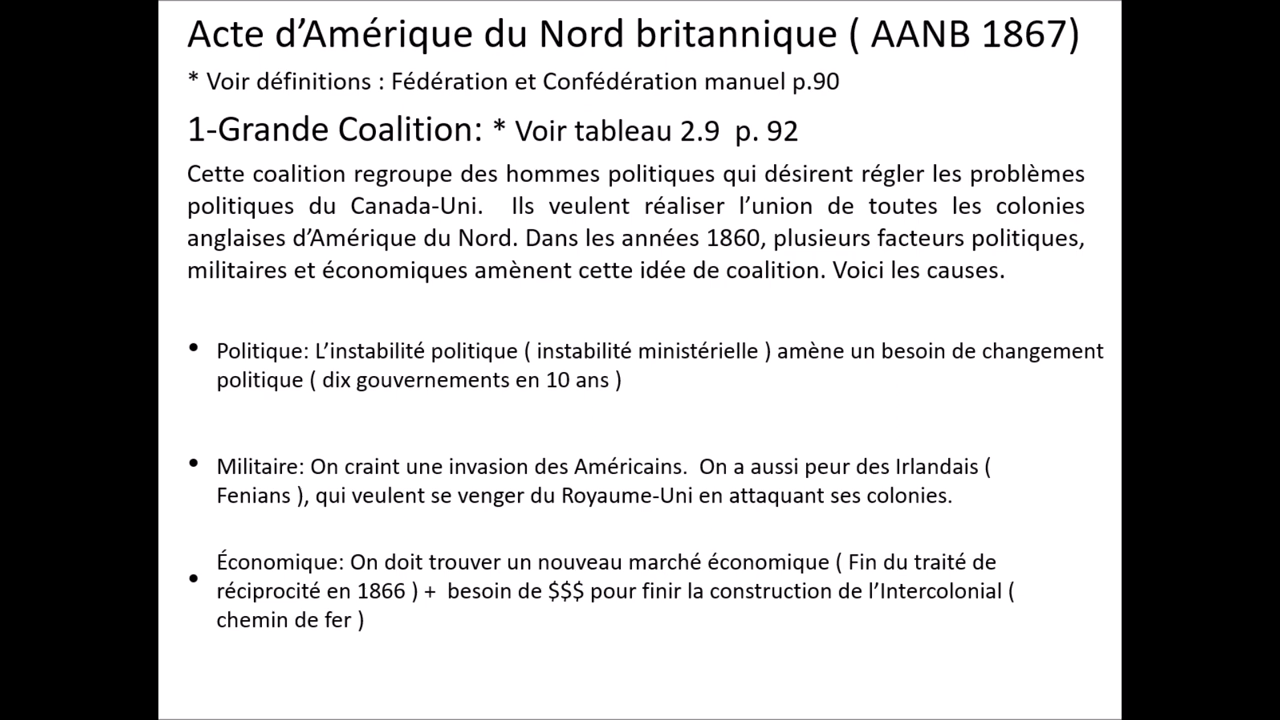 Acte d’Amérique du Nord britannique ( AANB 1867)
* Voir définitions : Fédération et Confédération manuel p.90
1-Grande Coalition: * Voir tableau 2.9 p. 92
Cette coalition regroupe des hommes politiques qui désirent régler les problèmes
politiques du Canada-Uni. Ils veulent réaliser l’union de toutes les colonies
anglaises d’Amérique du Nord. Dans les années 1860, plusieurs facteurs politiques,
militaires et économiques amènent cette idée de coalition. Voici les causes.
• Politique: L’instabilité politique ( instabilité ministérielle ) amène un besoin de changement
politique ( dix gouvernements en 10 ans )
• Militaire: On craint une invasion des Américains. On a aussi peur des Irlandais (
Fenians ), qui veulent se venger du Royaume-Uni en attaquant ses colonies.
• Économique: On doit trouver un nouveau marché économique ( Fin du traité de
réciprocité en 1866 ) + besoin de $$$ pour finir la construction de l’Intercolonial (
chemin de fer )